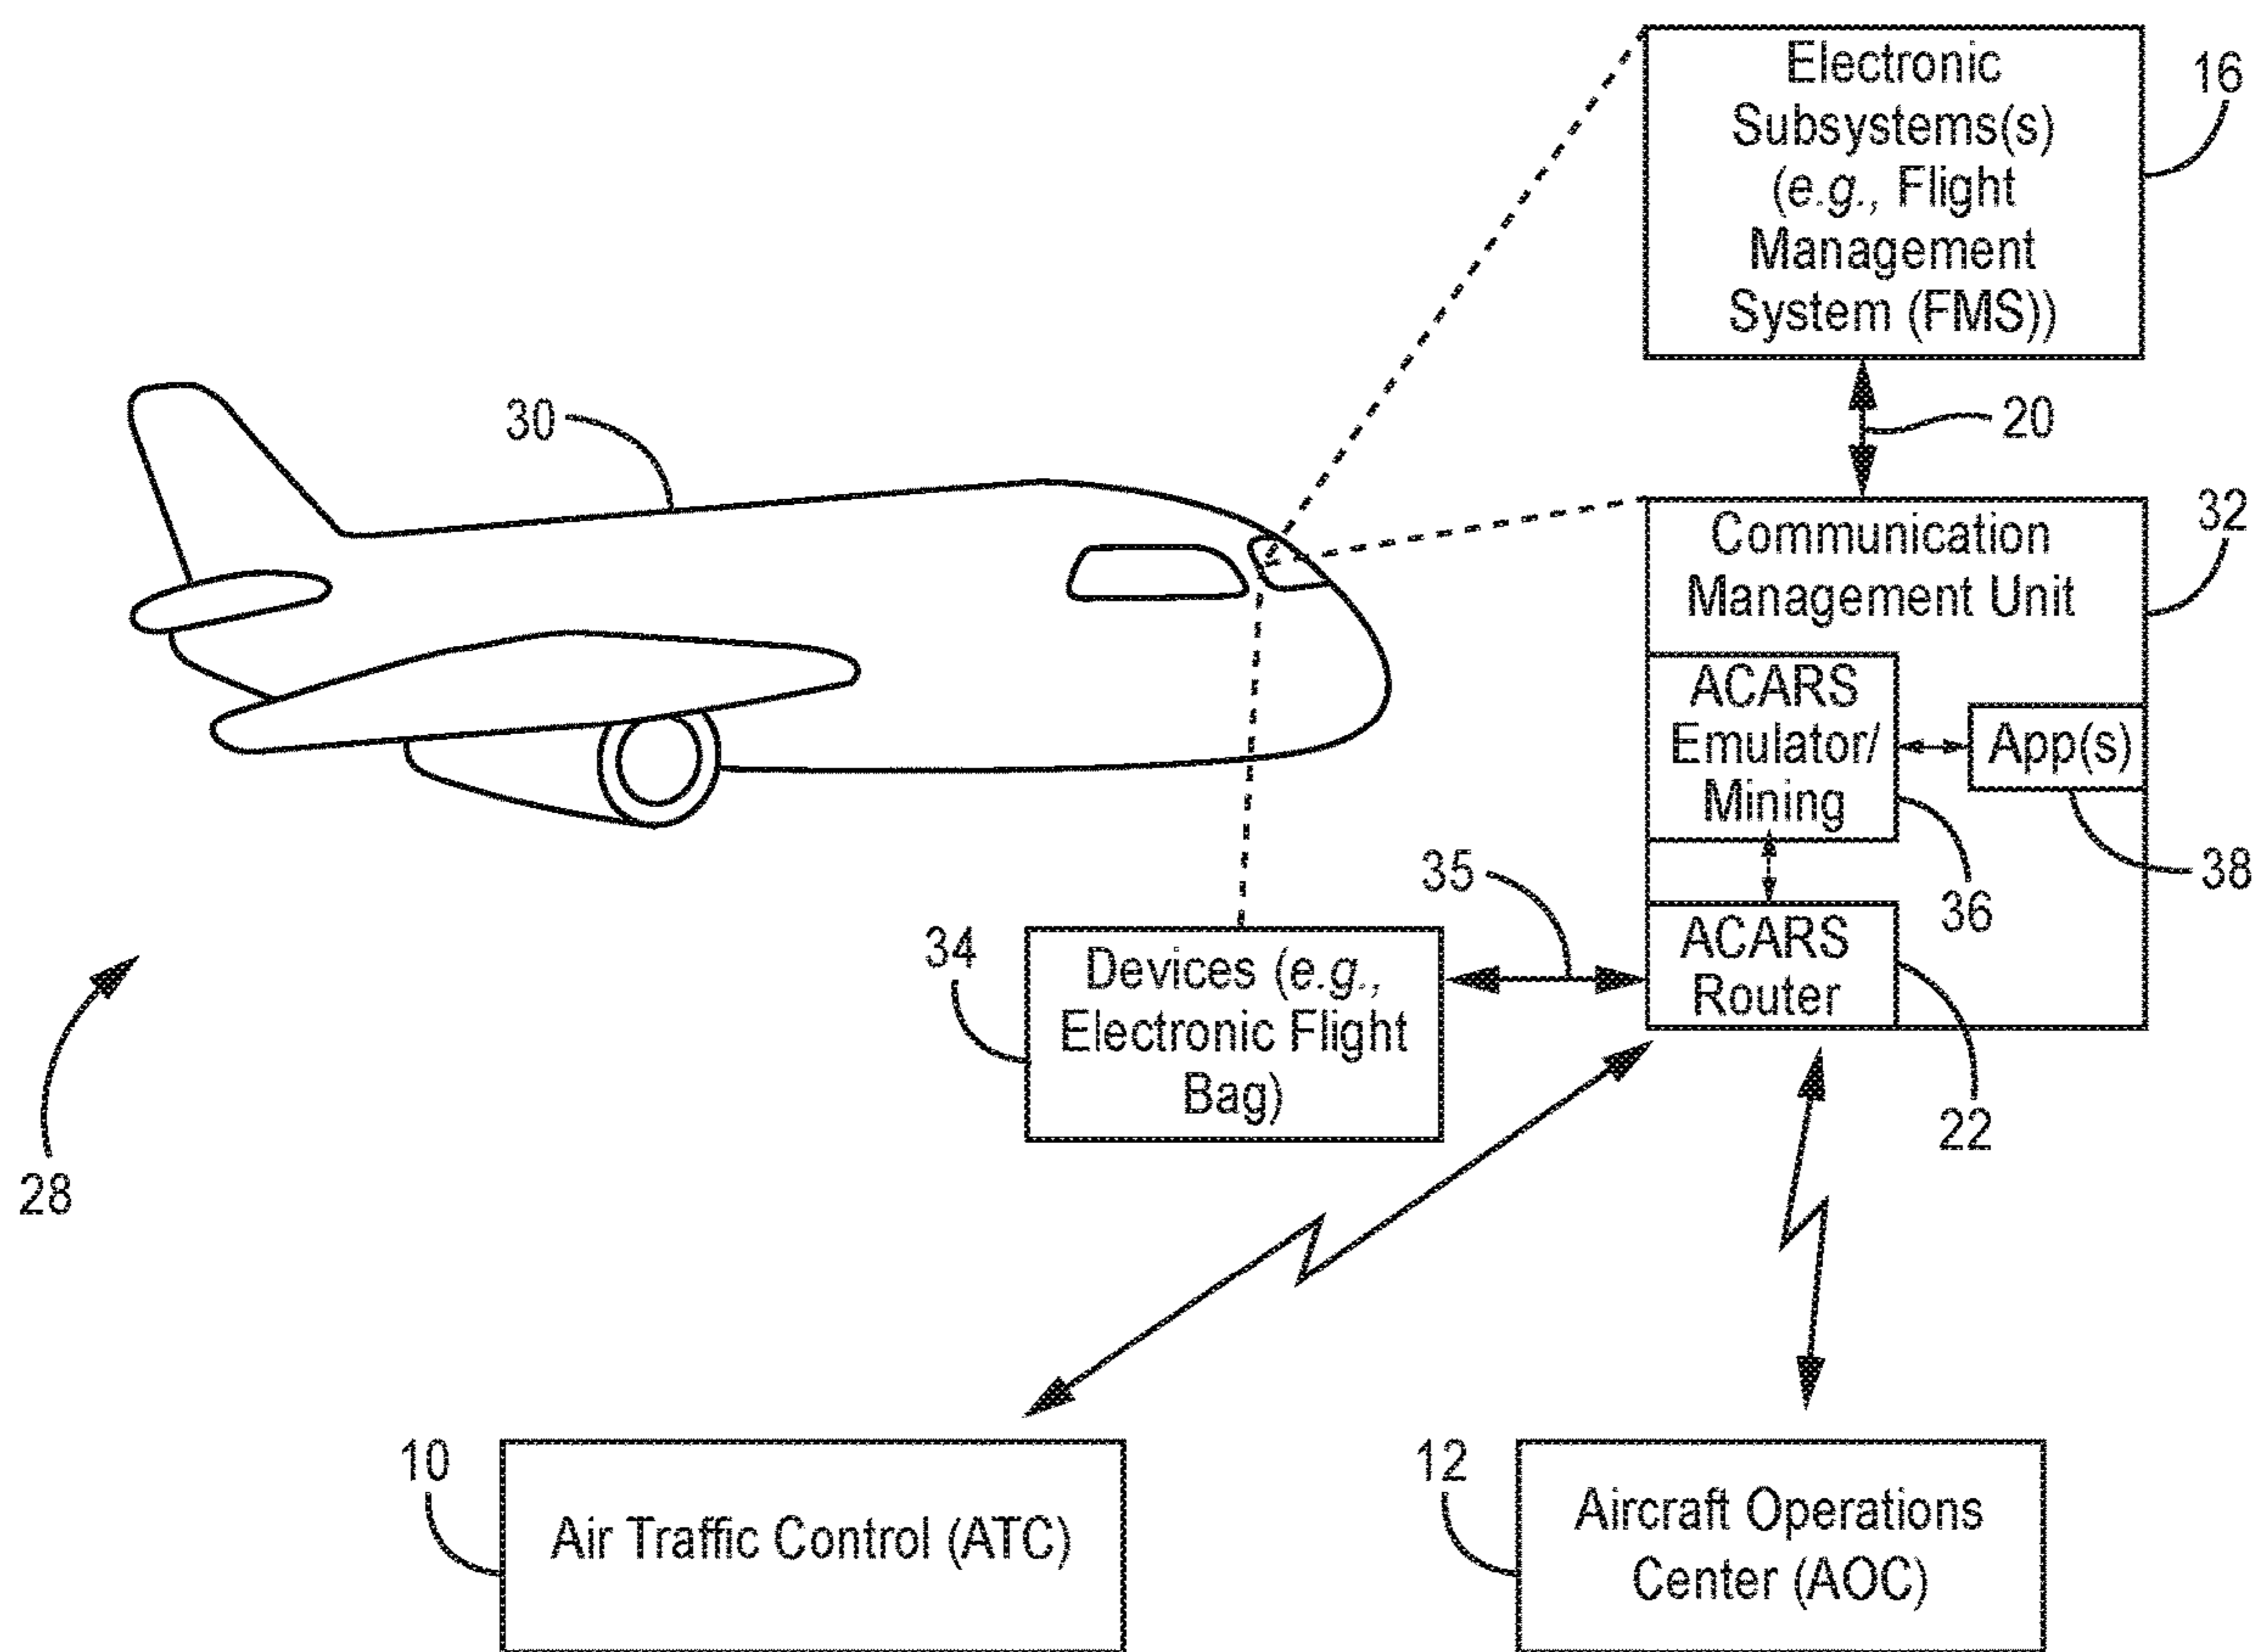 Electronic
Subsystems(s)
(e.g., Flight
Management
System (FMS))
16
30
20
Communication
Management Unit
32
ACARS
Emulator/
Mining
App(s)
35
38
36
34
Devices (e.g.,
Electronic Flight
Bag)
ACARS
Router
22
28
10
Air Traffic Control (ATC)
12
Aircraft Operations
Center (AOC)